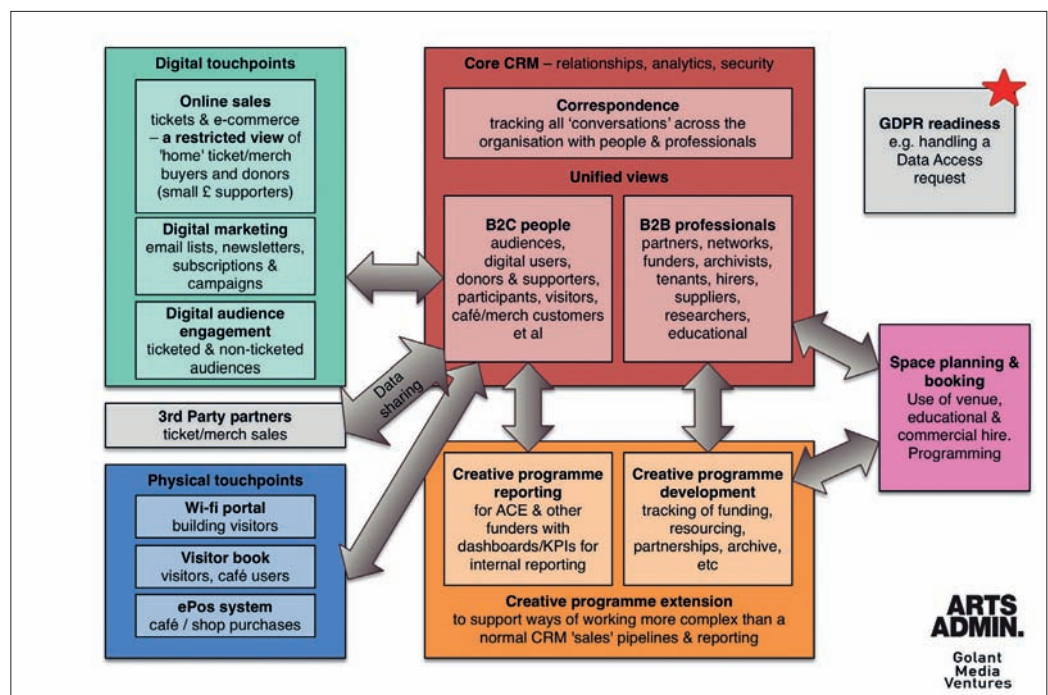 Digital touchpoints
Online sales
tickets & e-commerce
– a restricted view of
'home' ticket/merch
buyers and donors
(small £ supporters)
Digital marketing
email lists, newsletters,
subscriptions &
campaigns
Digital audience
engagement
ticketed & non-ticketed
audiences
3rd Party partners
ticket/merch sales
Physical touchpoints
Wi-fi portal
building visitors
Visitor book
visitors, café users
ePos system
café / shop purchases
Data
sharing
Core CRM – relationships, analytics, security
Correspondence
tracking all 'conversations' across the
organisation with people & professionals
Unified views
B2C people
audiences,
digital users,
donors & supporters,
participants, visitors,
café/merch customers
et al
B2B professionals
partners, networks,
funders, archivists,
tenants, hirers,
suppliers,
researchers,
educational
Creative programme
reporting
for ACE & other
funders with
dashboards/KPIs for
internal reporting
Creative programme
development
tracking of funding,
resourcing,
partnerships, archive,
etc
Creative programme extension
to support ways of working more complex than a
normal CRM 'sales' pipelines & reporting
GDPR readiness
e.g. handling a
Data Access
request
Space planning &
booking
Use of venue,
educational &
commercial hire.
Programming
ARTS
ADMIN.
Golant
Media
Ventures